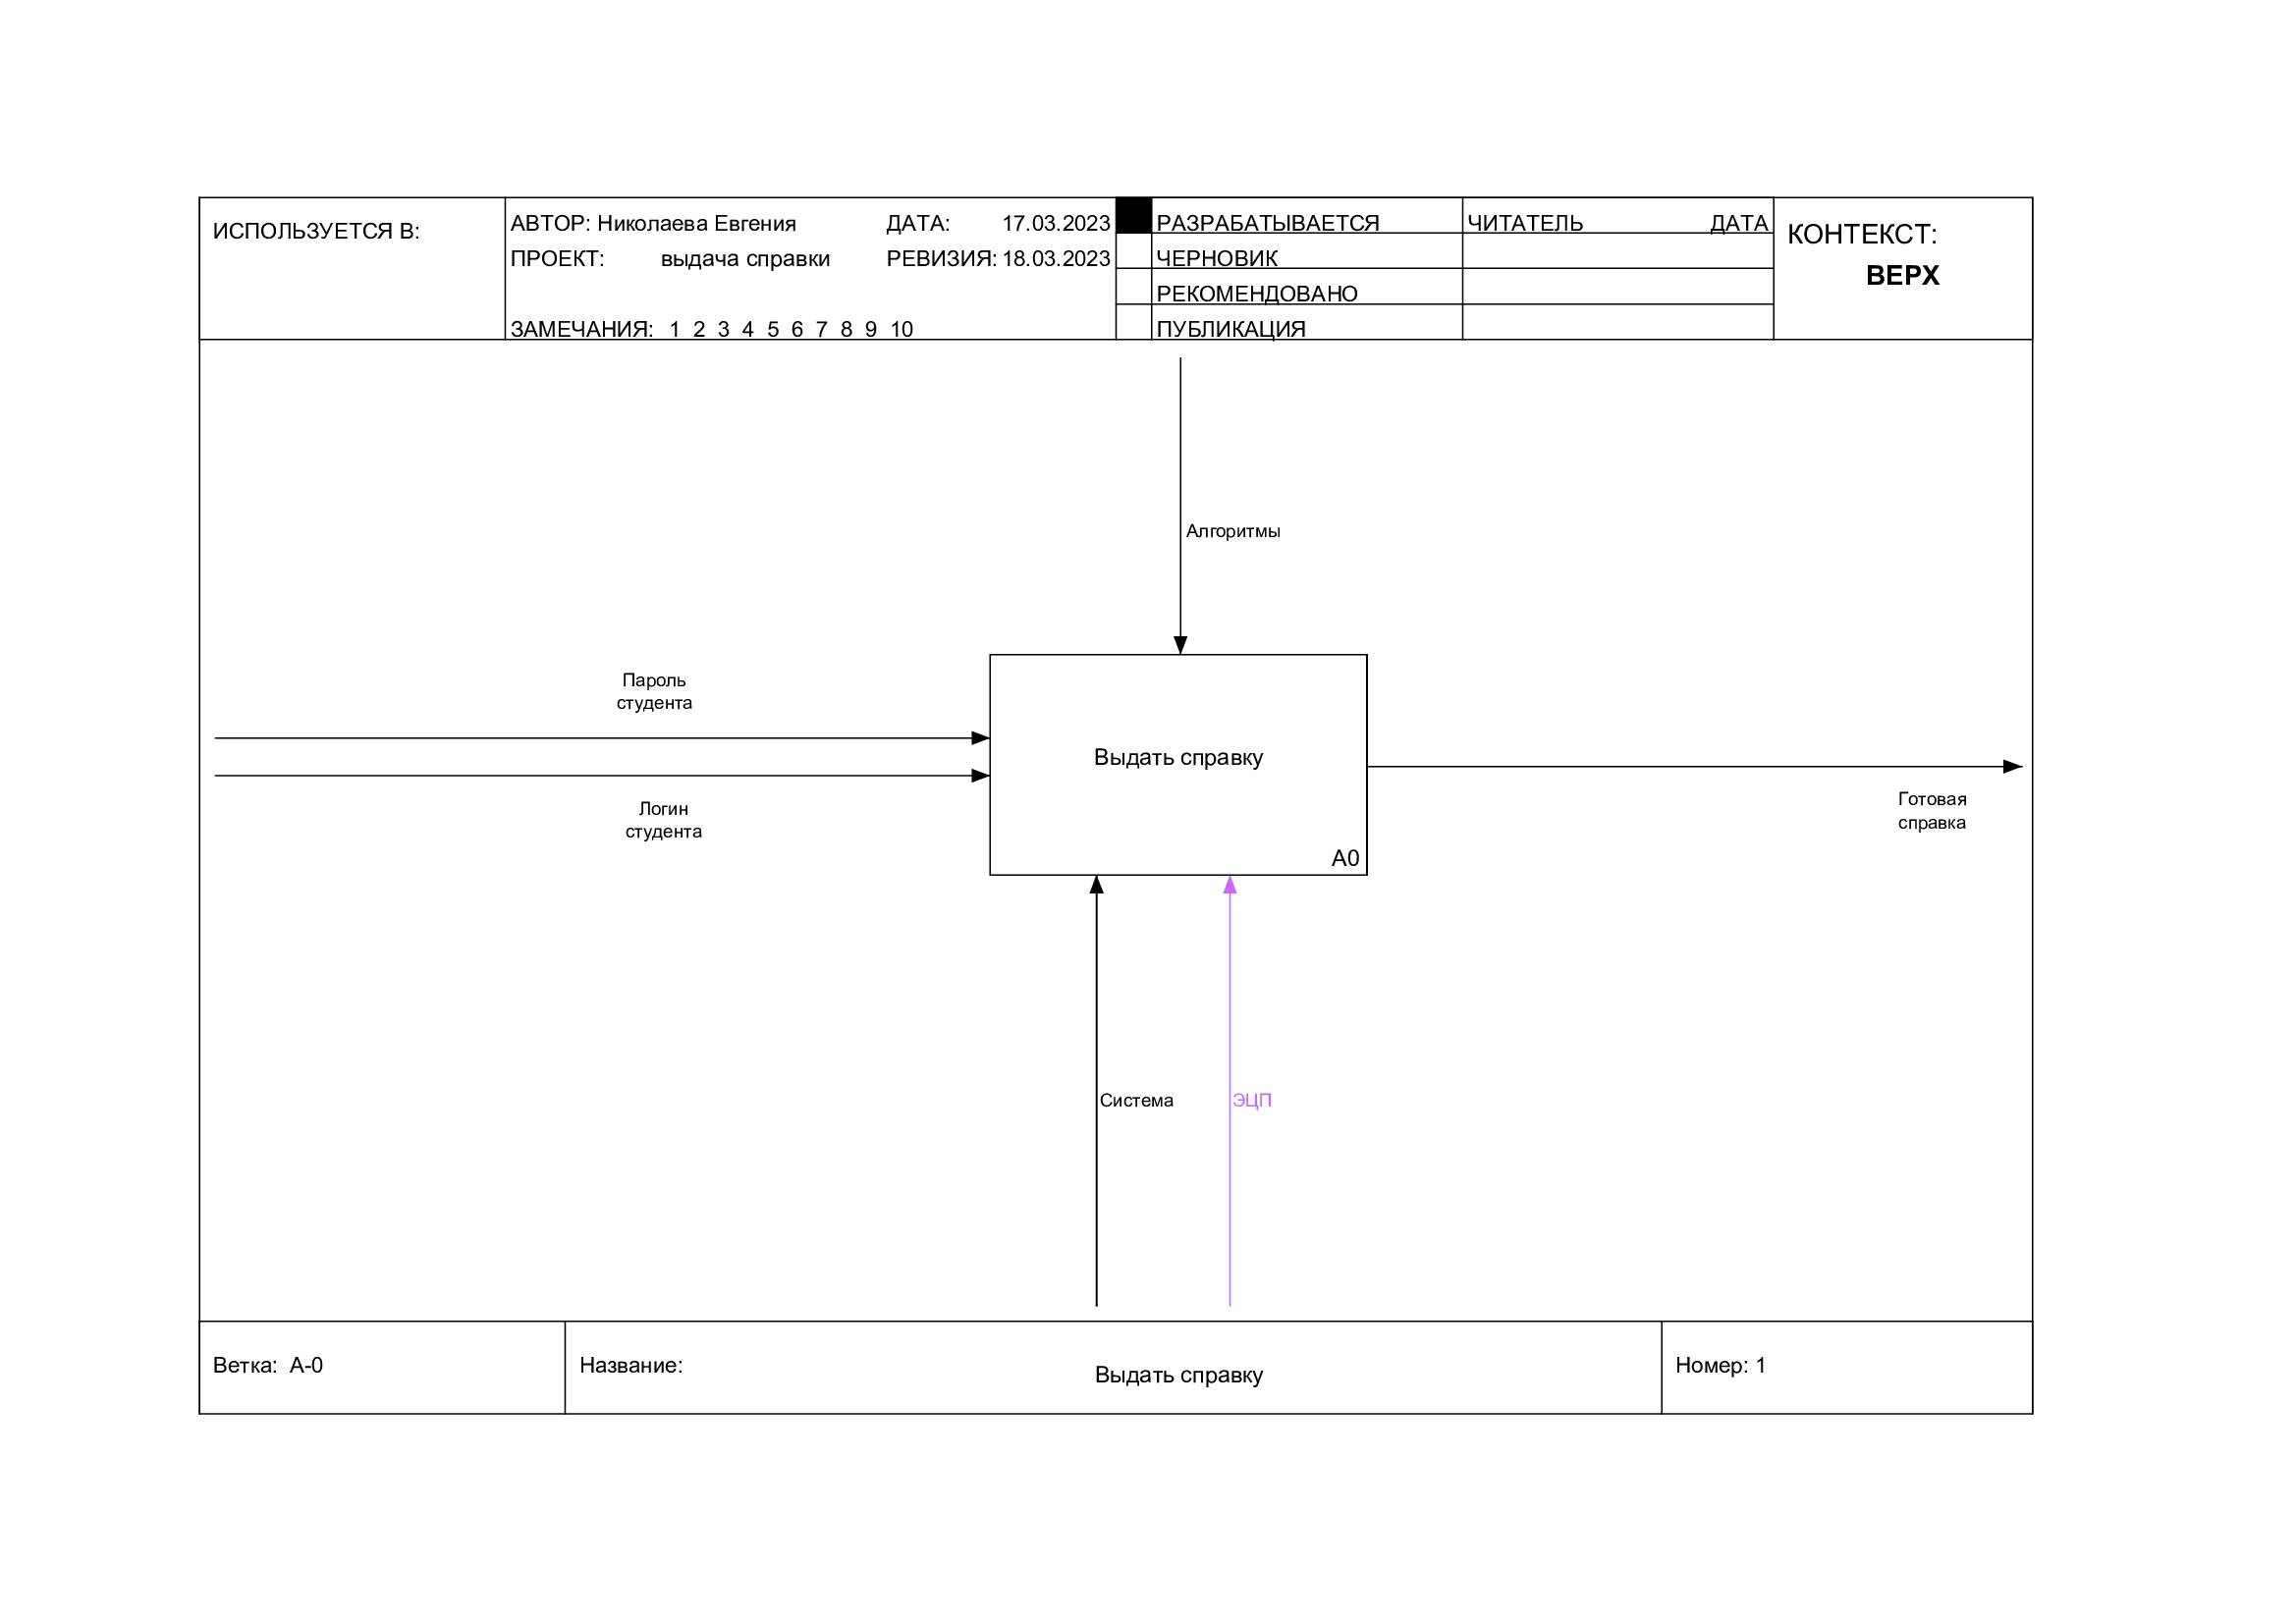 ИСПОЛЬЗУЕТСЯ В:
АВТОР: Николаева Евгения ДАТА: 17.03.2023
ПРОЕКТ: выдача справки РЕВИЗИЯ: 18.03.2023
ЗАМЕЧАНИЯ: 1 2 3 4 5 6 7 8 9 10
РАЗРАБАТЫВАЕТСЯ
ЧЕРНОВИК
РЕКОМЕНДОВАНО
ПУБЛИКАЦИЯ
ЧИТАТЕЛЬ ДАТА
КОНТЕКСТ:
ВЕРХ
Алгоритмы
Пароль
студента
Логин
студента
Выдать справку
A0
Готовая
справка
Система
ЭЦП
Ветка: A-0
Название:
Выдать справку
Номер: 1